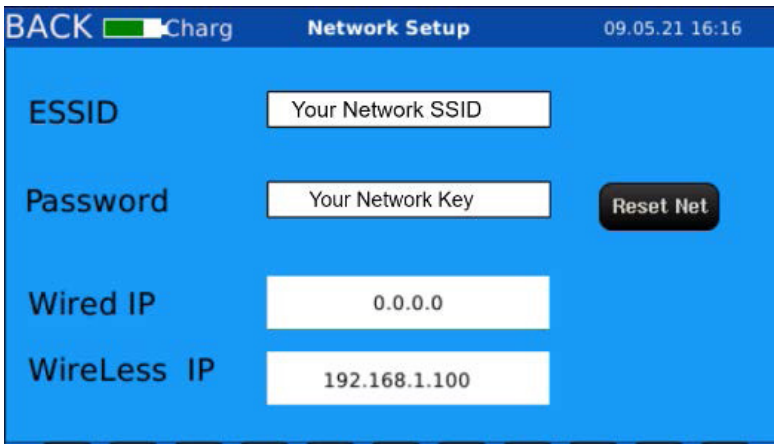 BACK Charg Network Setup 09.05.21 16:16
ESSID Your Network SSID
Password Your Network Key Reset Net
Wired IP 0.0.0.0
WireLess IP 192.168.1.100